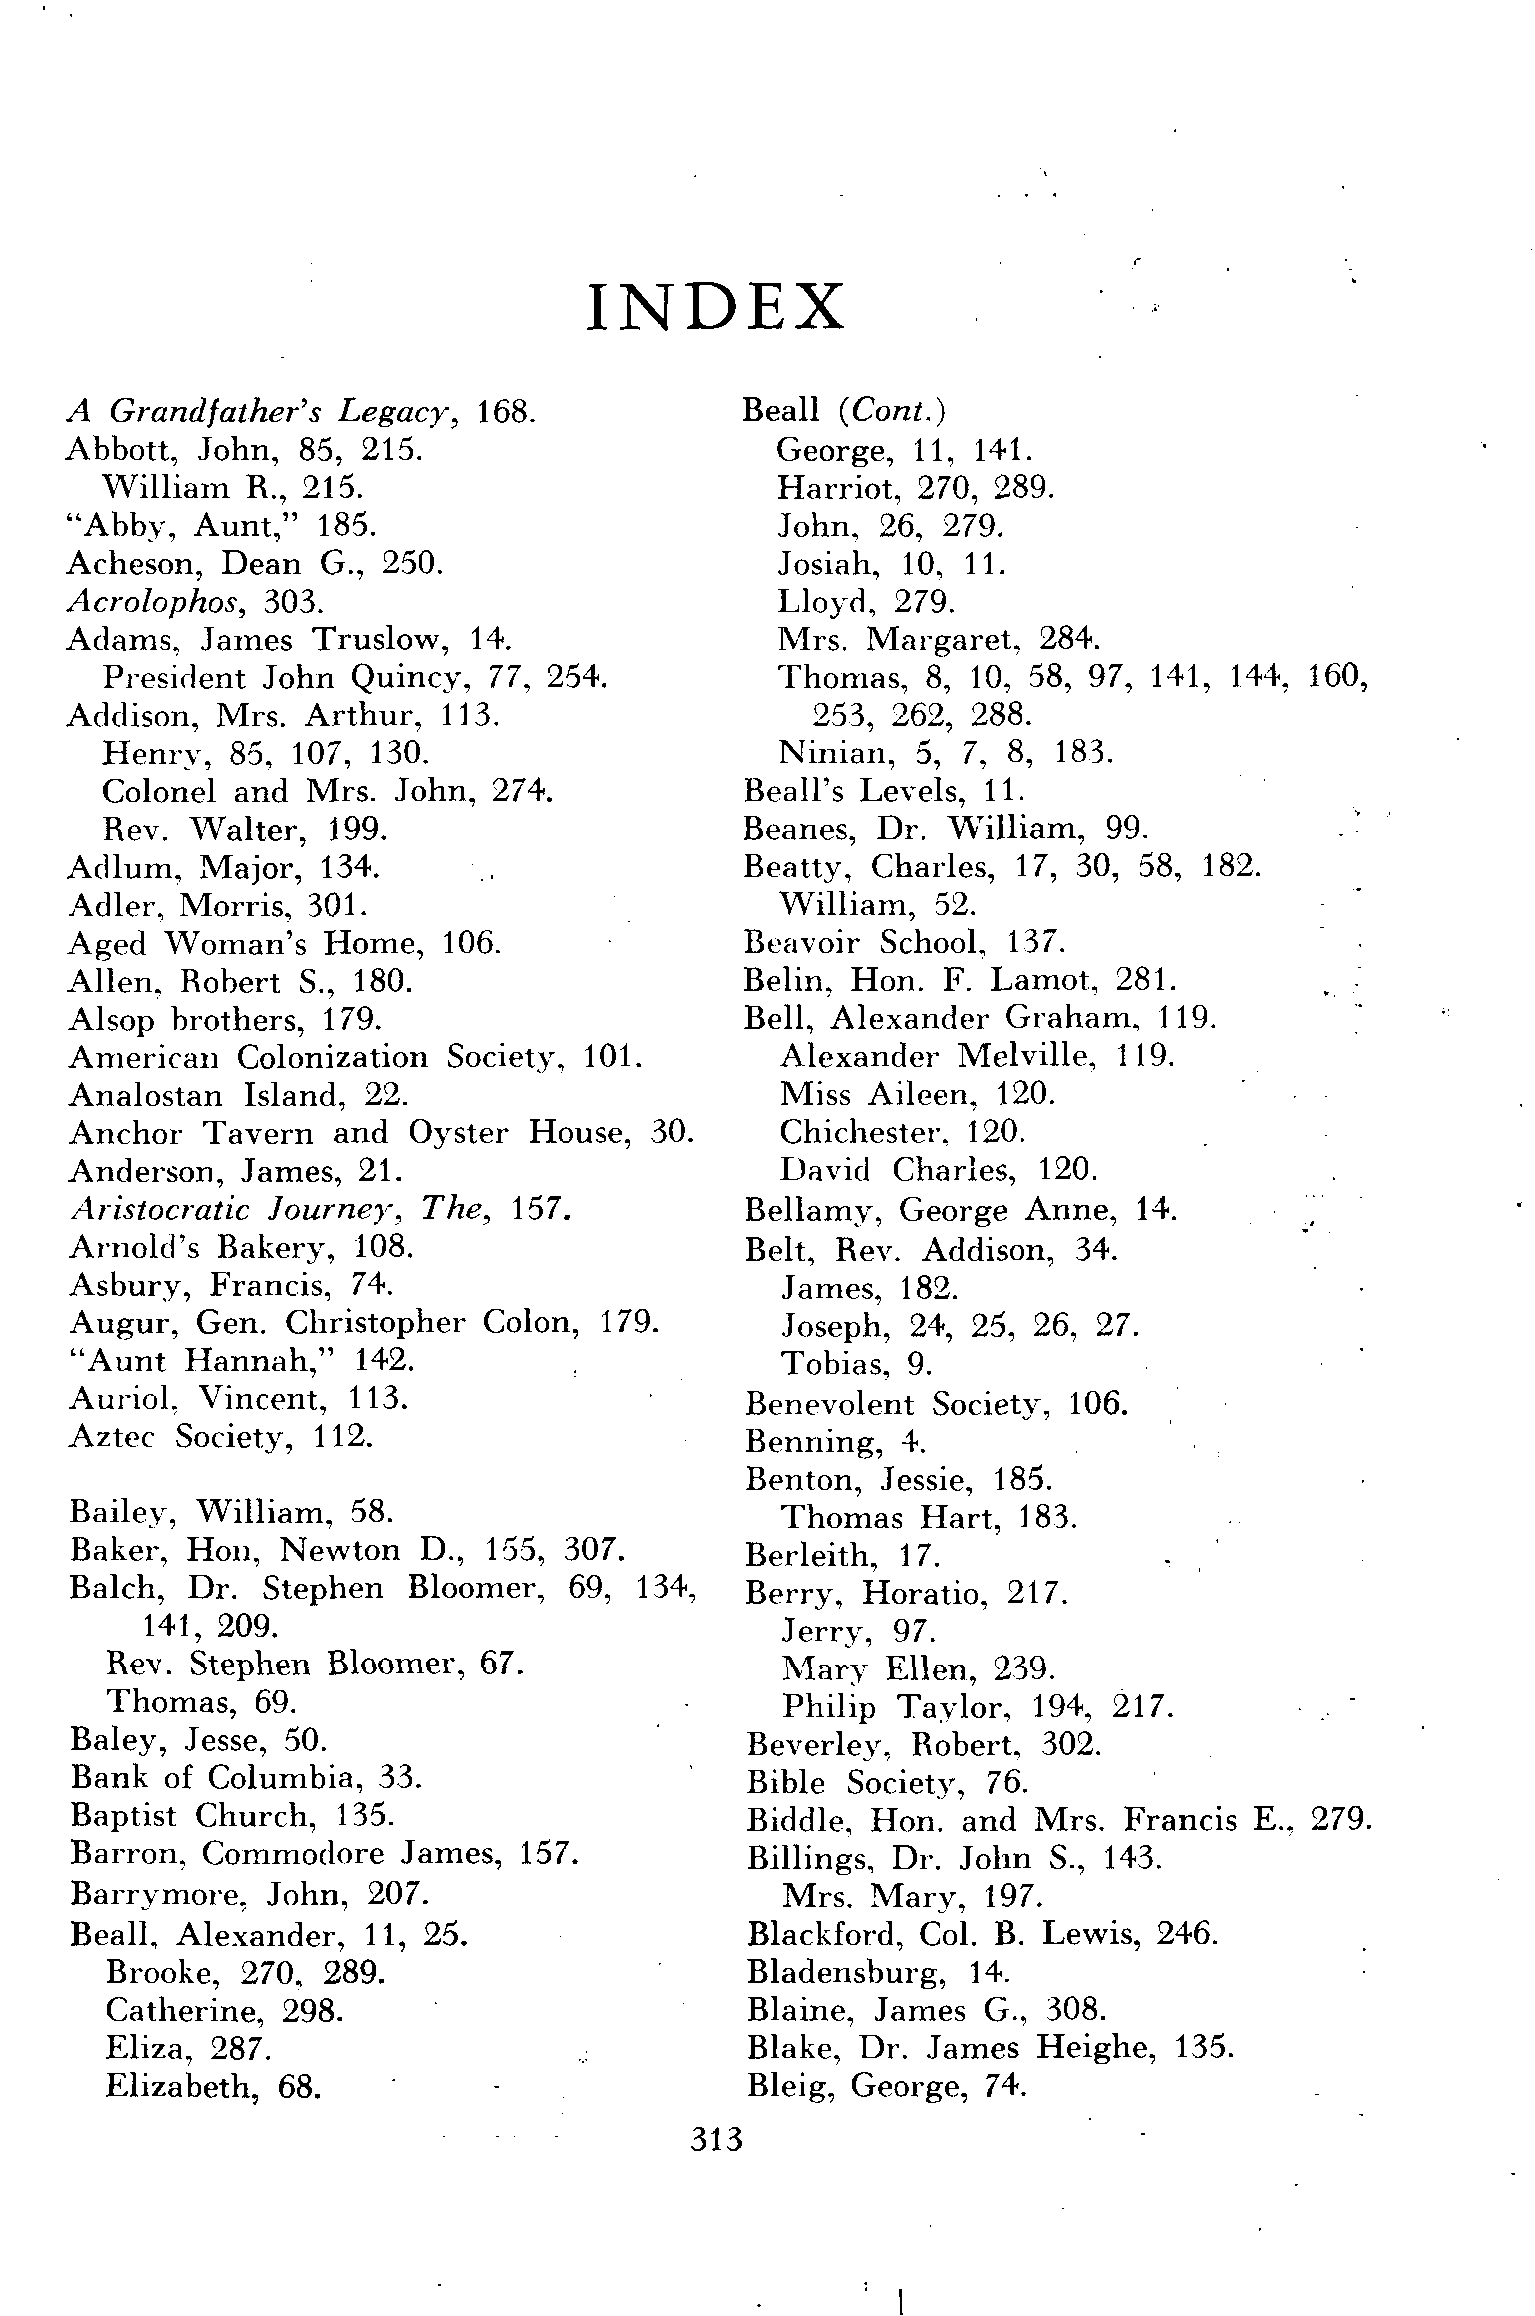 INDEX
A Grandfather's Legacy, 168.
Abbott, John, 85, 215.
William R., 215.
“Abby, Aunt,” 185.
Acheson, Dean G., 250.
Acrolophos, 303.
Adams, James Truslow, 14.
President John Quincy, 77, 254.
Addison, Mrs. Arthur, 113.
Henry, 85, 107, 130.
Colonel and Mrs. John, 274.
Rev. Walter, 199.
Adlum, Major, 134.
Adler, Morris, 301.
Aged Woman's Home, 106.
Allen, Robert S., 180.
Alsop brothers, 179.
American Colonization Society, 101.
Analostan Island, 22.
Anchor Tavern and Oyster House, 30.
Anderson, James, 21.
Aristocratic Journey, The, 157.
Arnold's Bakery, 108.
Asbury, Francis, 74.
Augur, Gen. Christopher Colon, 179.
“Aunt Hannah,” 142.
Auriol, Vincent, 113.
Aztec Society, 112.
Bailey, William, 58.
Baker, Hon, Newton D., 155, 307.
Balch, Dr. Stephen Bloomer, 69, 134,
141, 209.
Rev. Stephen Bloomer, 67.
Thomas, 69.
Baley, Jesse, 50.
Bank of Columbia, 33.
Baptist Church, 135.
Barron, Commodore James, 157.
Barrymore, John, 207.
Beall, Alexander, 11, 25.
Brooke, 270, 289.
Catherine, 298.
Eliza, 287.
Elizabeth, 68.
Beall (Cont.)
George, 11, 141.
Harriot, 270, 289.
John, 26, 279.
Josiah, 10, 11.
Lloyd, 279.
Mrs. Margaret, 284.
Thomas, 8, 10, 58, 97, 141, 144, 160,
253, 262, 288.
Ninian, 5, 7, 8, 183.
Beall's Levels, 11.
Beanes, Dr. William, 99.
Beatty, Charles, 17, 30, 58, 182.
William, 52.
Beavoir School, 137.
Belin, Hon. F. Lamot, 281.
Bell, Alexander Graham, 119.
Alexander Melville, 119.
Miss Aileen, 120.
Chichester, 120.
David Charles, 120.
Bellamy, George Anne, 14.
Belt, Rev. Addison, 34.
James, 182.
Joseph, 24, 25, 26, 27.
Tobias, 9.
Benevolent Society, 106.
Benning, 4.
Benton, Jessie, 185.
Thomas Hart, 183.
Berleith, 17.
Berry, Horatio, 217.
Jerry, 97.
Mary Ellen, 239.
Philip Taylor, 194, 217.
Beverley, Robert, 302.
Bible Society, 76.
Biddle, Hon. and Mrs. Francis E., 279.
Billings, Dr. John S., 143.
Mrs. Mary, 197.
Blackford, Col. B. Lewis, 246.
Bladensburg, 14.
Blaine, James G., 308.
Blake, Dr. James Heighe, 135.
Bleig, George, 74.
313